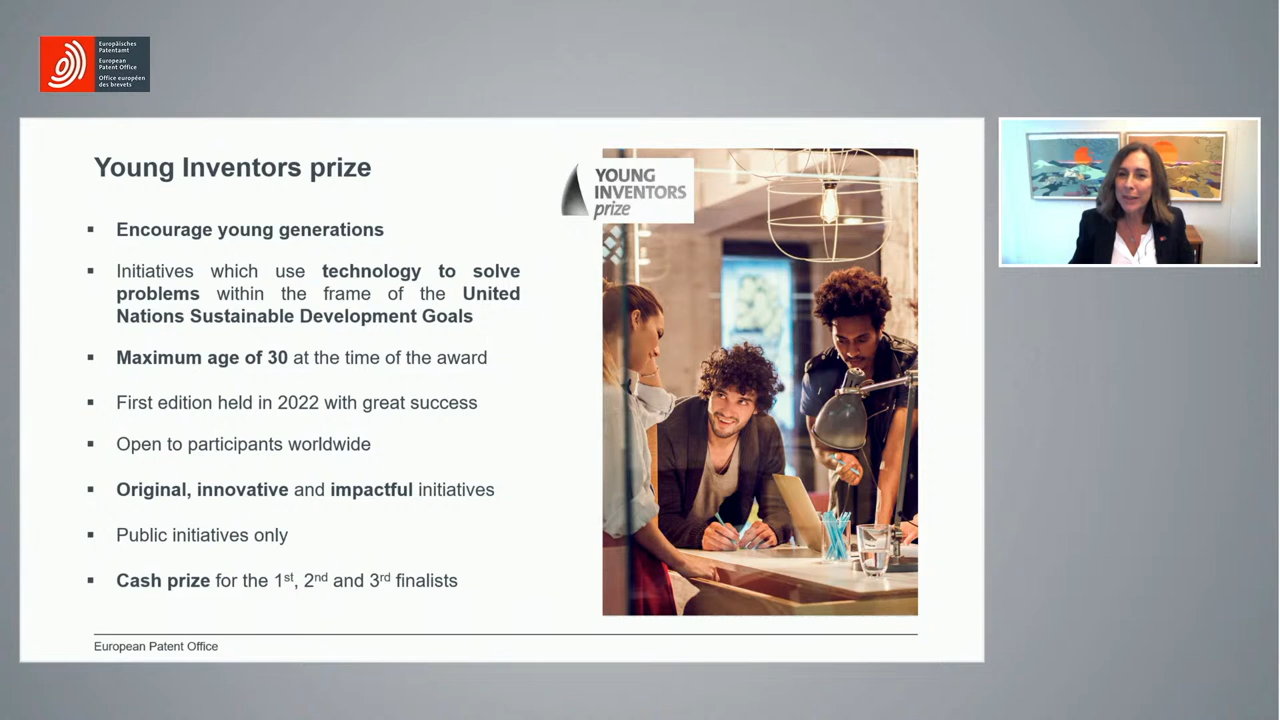 Europäisches
Patentamt
European
Patent Office
Office européen
des brevets
Young Inventors prize
YOUNG
INVENTORS
prize
▪ Encourage young generations
▪ Initiatives which use technology to solve
problems within the frame of the United
Nations Sustainable Development Goals
▪ Maximum age of 30 at the time of the award
▪ First edition held in 2022 with great success
▪ Open to participants worldwide
▪ Original, innovative and impactful initiatives
▪ Public initiatives only
▪ Cash prize for the 1st, 2nd and 3rd finalists
European Patent Office